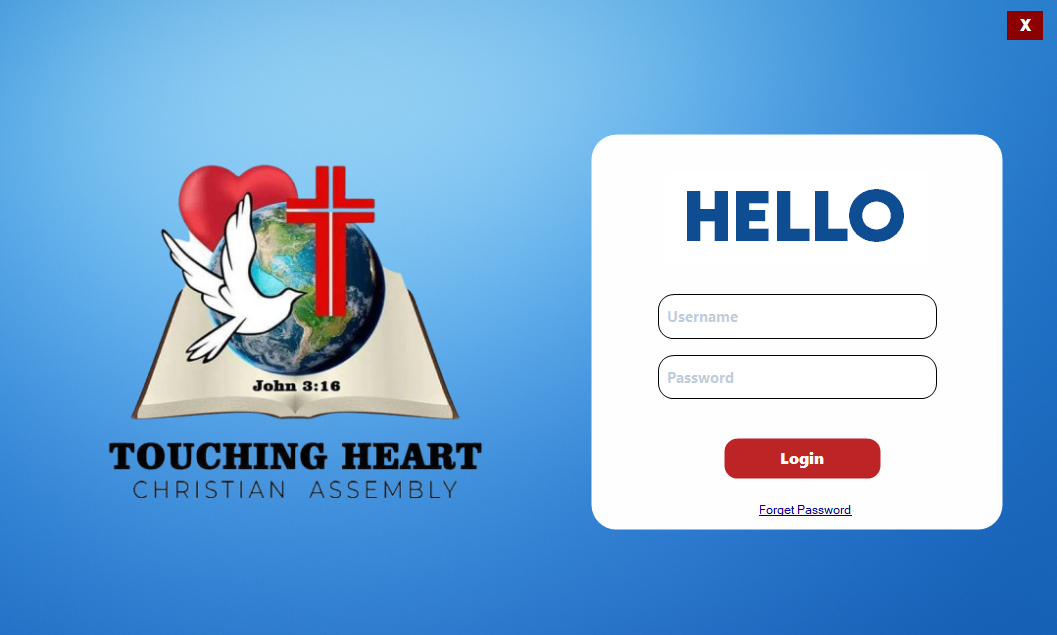 X
John 3:16
TOUCHING HEART
CHRISTIAN ASSEMBLY
HELLO
Username
Password
Login
Forget Password